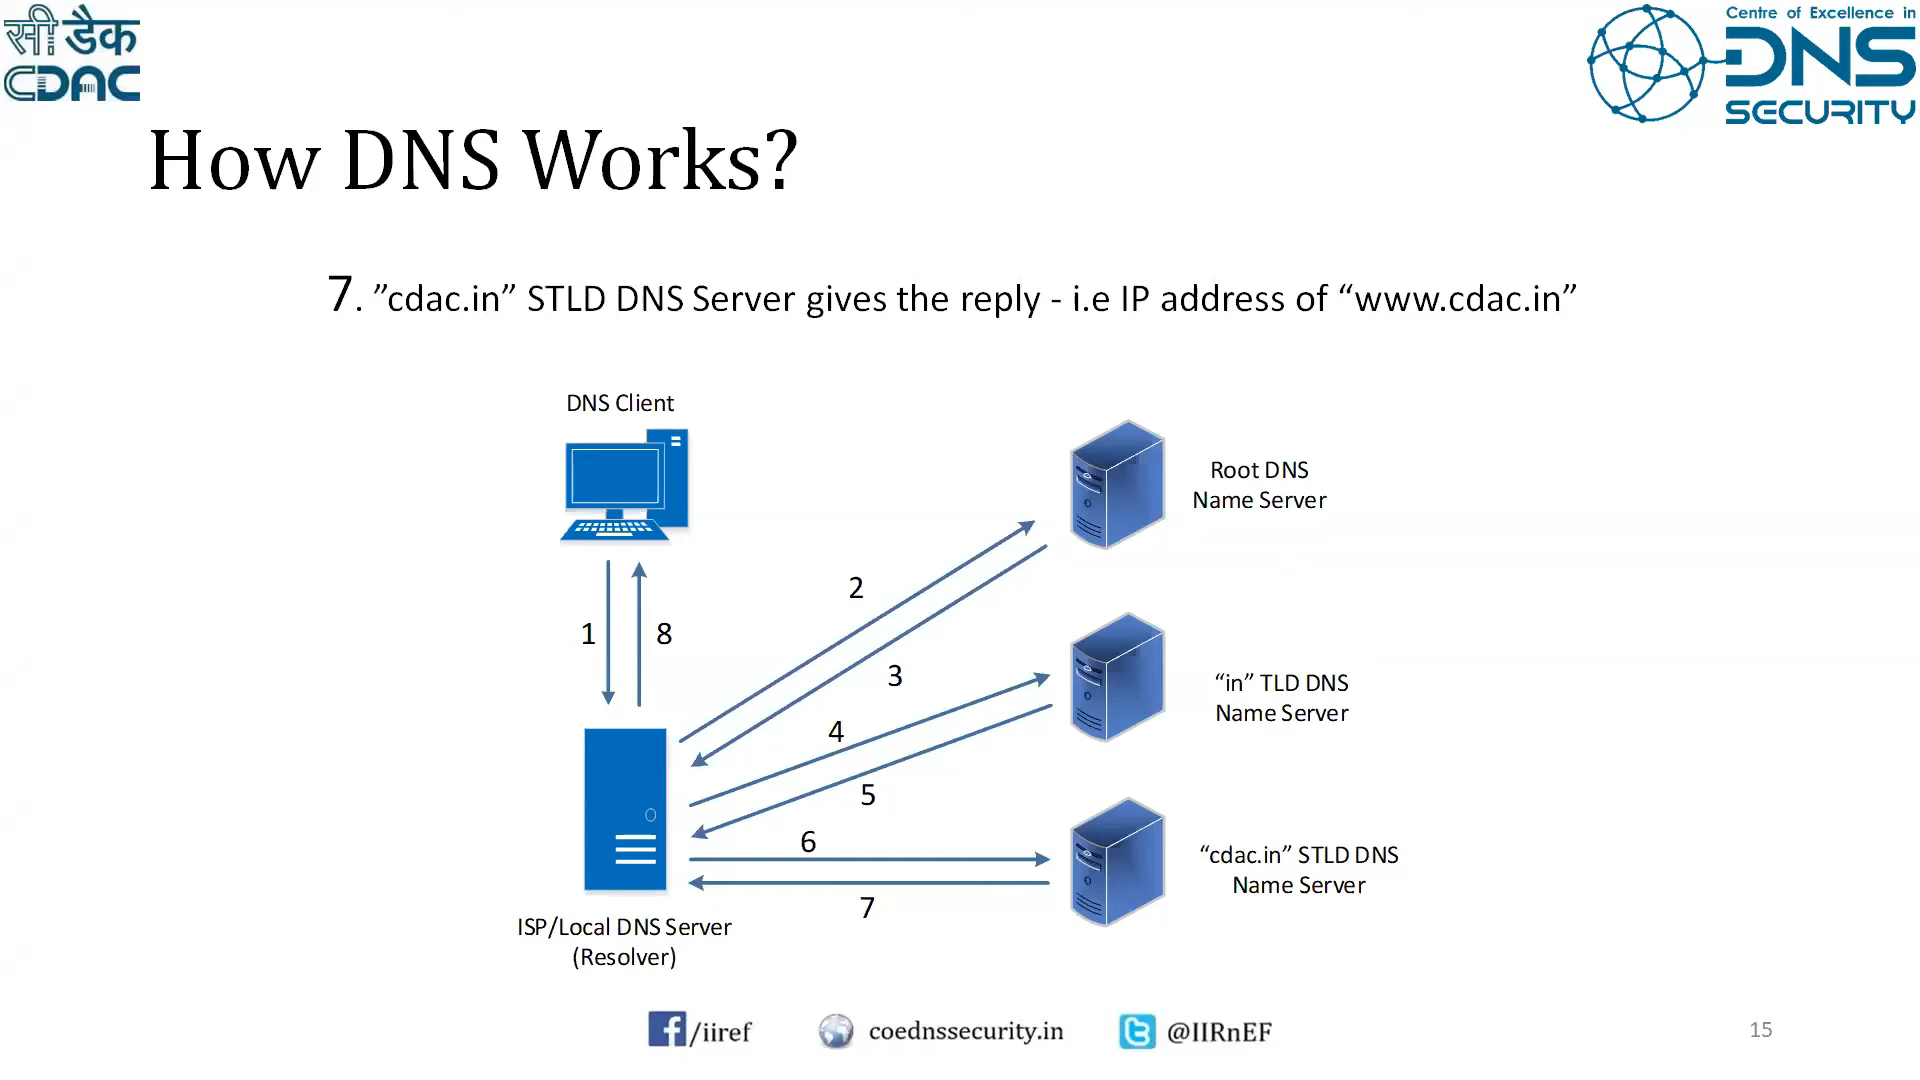 सी डैक
CDAC
Centre of Excellence in
DNS
SECURITY
How DNS Works?
7. ”cdac.in” STLD DNS Server gives the reply - i.e IP address of “www.cdac.in”
DNS Client
Root DNS
Name Server
2
1
8
3
“in” TLD DNS
Name Server
4
5
6
“cdac.in” STLD DNS
Name Server
7
ISP/Local DNS Server
(Resolver)
/iiref
coednssecurity.in
@IIRnEF
15